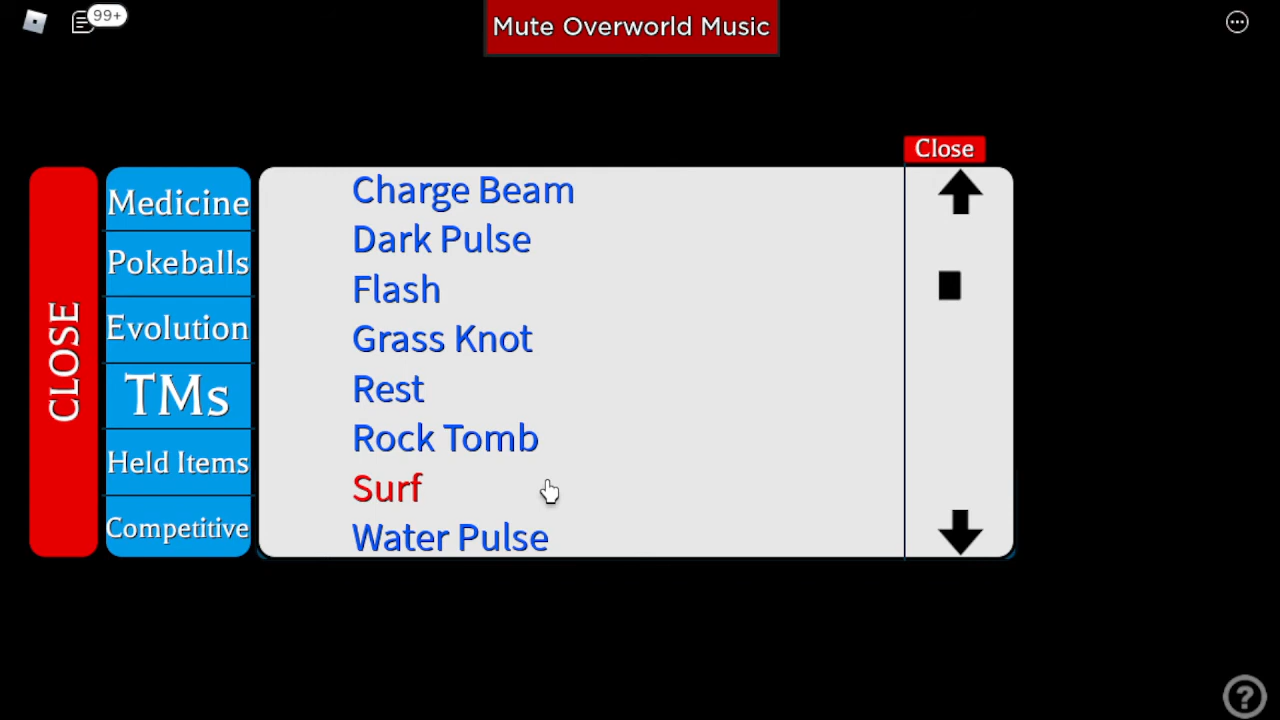 99+
Mute Overworld Music
Close
CLOSE
Medicine
Pokeballs
Evolution
TMs
Held Items
Competitive
Charge Beam
Dark Pulse
Flash
Grass Knot
Rest
Rock Tomb
Surf
Water Pulse
?